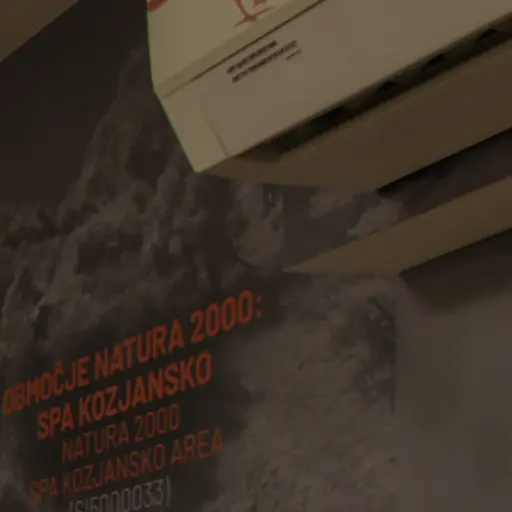 OBMOČJE NATURA 2000:
SPA KOZJANSKO
NATURA 2000
SPA KOZJANSKO AREA
(SI5000033)